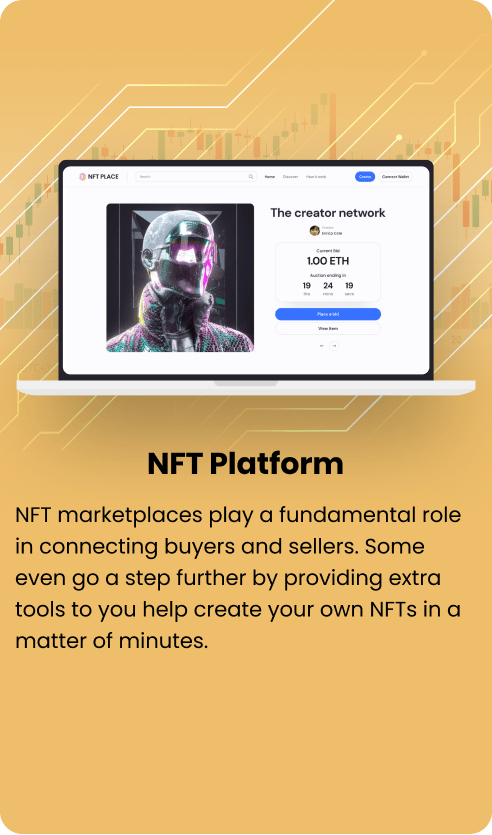 NFT PLACE
Search
Home Discover How it work
Create
Connect Wallet
The creator network
Creator
Enrico Cole
Current Bid
1.00 ETH
Auction ending in
19 24 19
hrs mins secs
Place a bid
View item
NFT Platform
NFT marketplaces play a fundamental role
in connecting buyers and sellers. Some
even go a step further by providing extra
tools to you help create your own NFTs in a
matter of minutes.